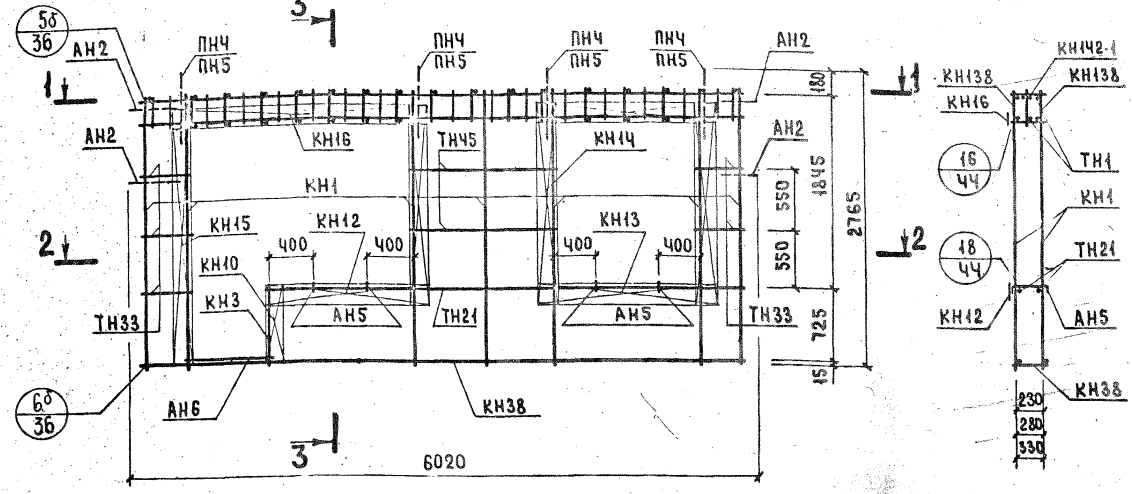 3
5б
36
АН2
ПН4
ПН5
ПН4
ПН5
ПН4
ПН5
ПН4
ПН5
АН2
1
1
180
КН142-1
КН138
КН138
КН16
КН16
ТН45
КН14
АН2
АН2
16
44
ТН1
1845
КН1
550
2765
КН1
КН15
КН12
КН13
2
2
400
400
400
400
18
44
ТН21
КН10
550
КН3
ТН33
АН5
ТН21
АН5
ТН33
725
КН12
АН5
15
6б
36
АН6
КН38
КН38
230
280
330
3
6020